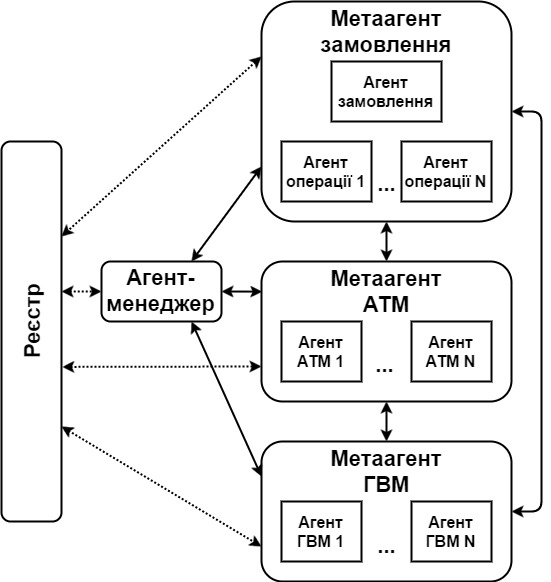 Метаагент
замовлення
Агент
замовлення
Агент
операції 1
...
Агент
операції N
Реєстр
Агент-
менеджер
Метаагент
АТМ
Агент
АТМ 1
...
Агент
АТМ N
Метаагент
ГВМ
Агент
ГВМ 1
...
Агент
ГВМ N